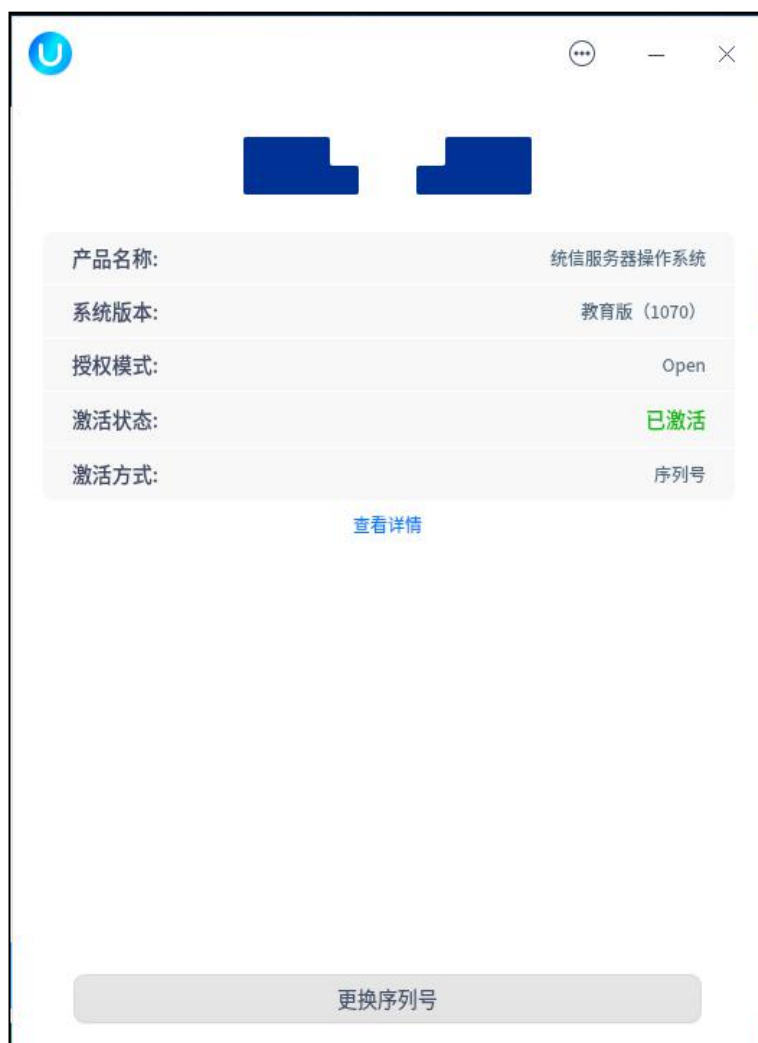 产品名称: 统信服务器操作系统
系统版本: 教育版（1070）
授权模式: Open
激活状态: 已激活
激活方式: 序列号
查看详情
更换序列号